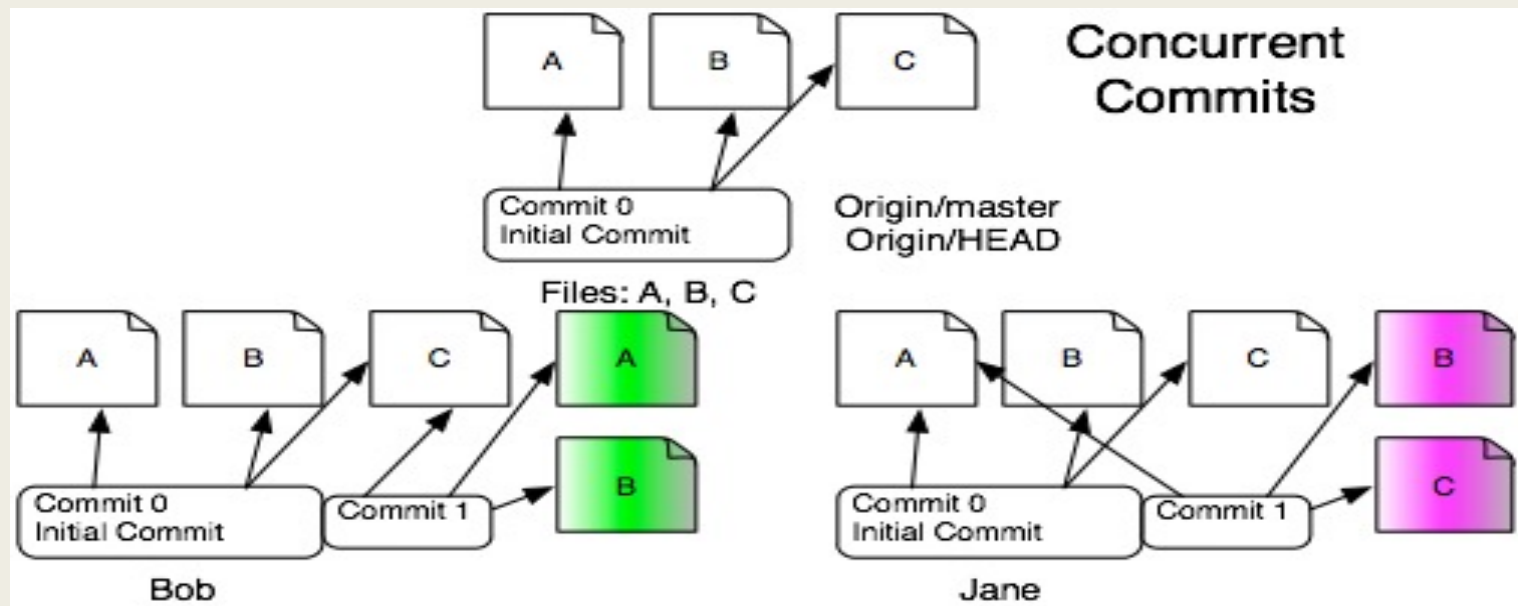 A B C
Concurrent
Commits
Commit 0
Initial Commit
Origin/master
Origin/HEAD
Files: A, B, C
A B C A
B
Commit 0
Initial Commit
Commit 1
Bob
A B C B
C
Commit 0
Initial Commit
Commit 1
Jane